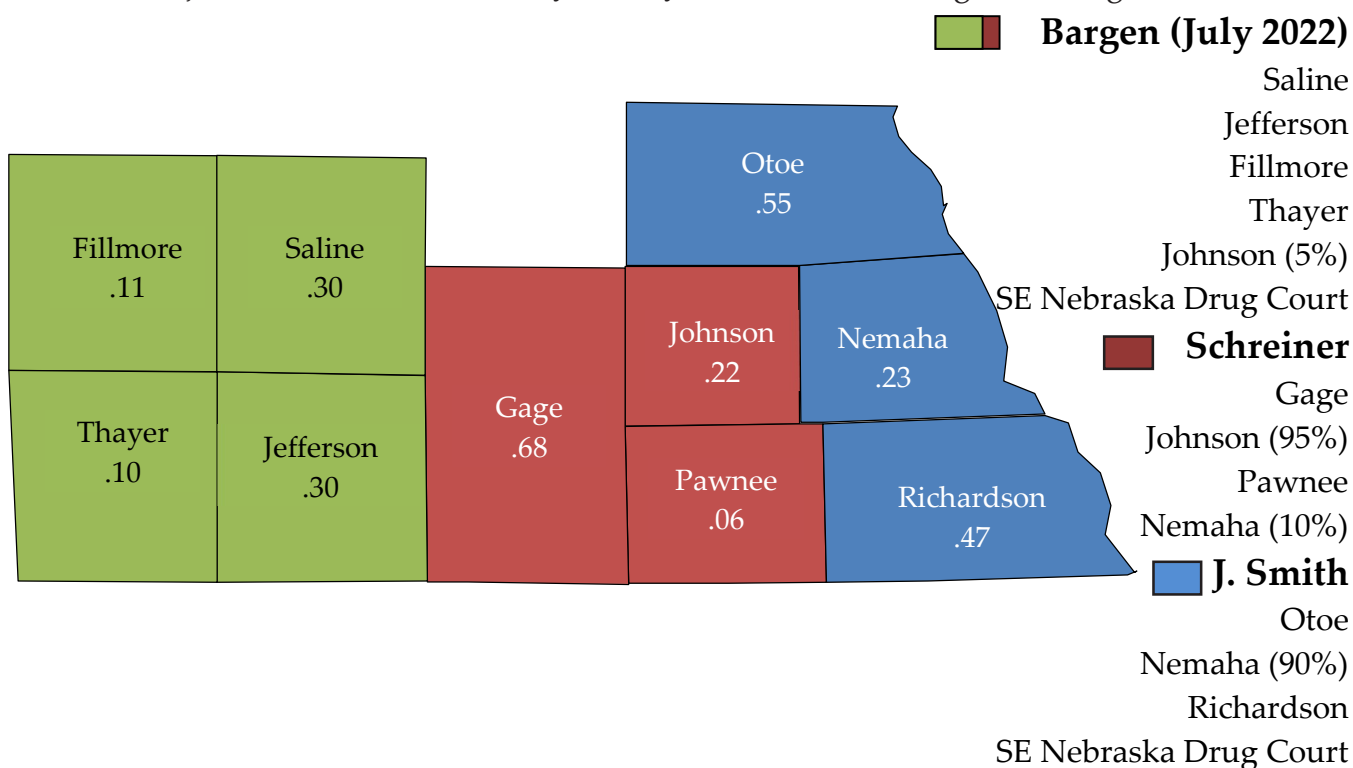 Bargen (July 2022)
Saline
Jefferson
Fillmore
Thayer
Johnson (5%)
SE Nebraska Drug Court
Schreiner
Gage
Johnson (95%)
Pawnee
Nemaha (10%)
J. Smith
Otoe
Nemaha (90%)
Richardson
SE Nebraska Drug Court
Otoe
.55
Fillmore
.11
Saline
.30
Johnson
.22
Nemaha
.23
Gage
.68
Thayer
.10
Jefferson
.30
Pawnee
.06
Richardson
.47